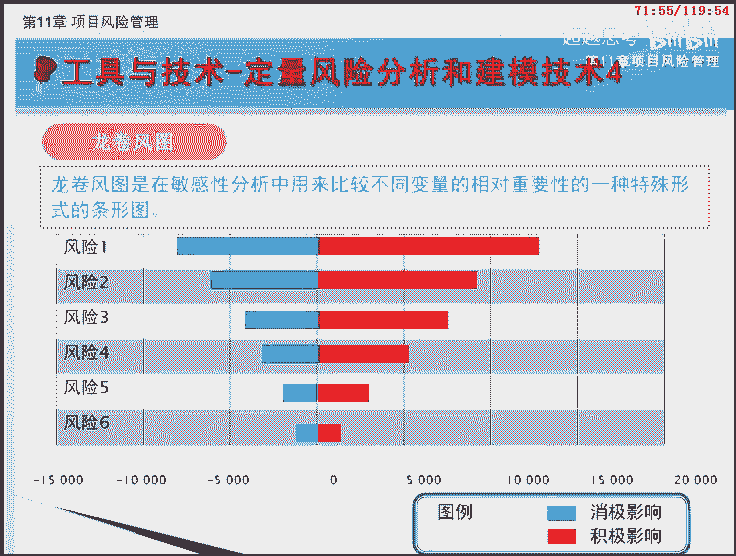 71:55/119:54
第11章 项目风险管理
工具与技术-定量风险分析和建模技术4
第11章项目风险管理
龙卷风图
龙卷风图是在敏感性分析中用来比较不同变量的相对重要性的一种特殊形
式的条形图。
风险1
风险2
风险3
风险4
风险5
风险6
-15 000 -10 000 -5 000 0 5 000 10 000 15 000 20 000
图例
消极影响
积极影响